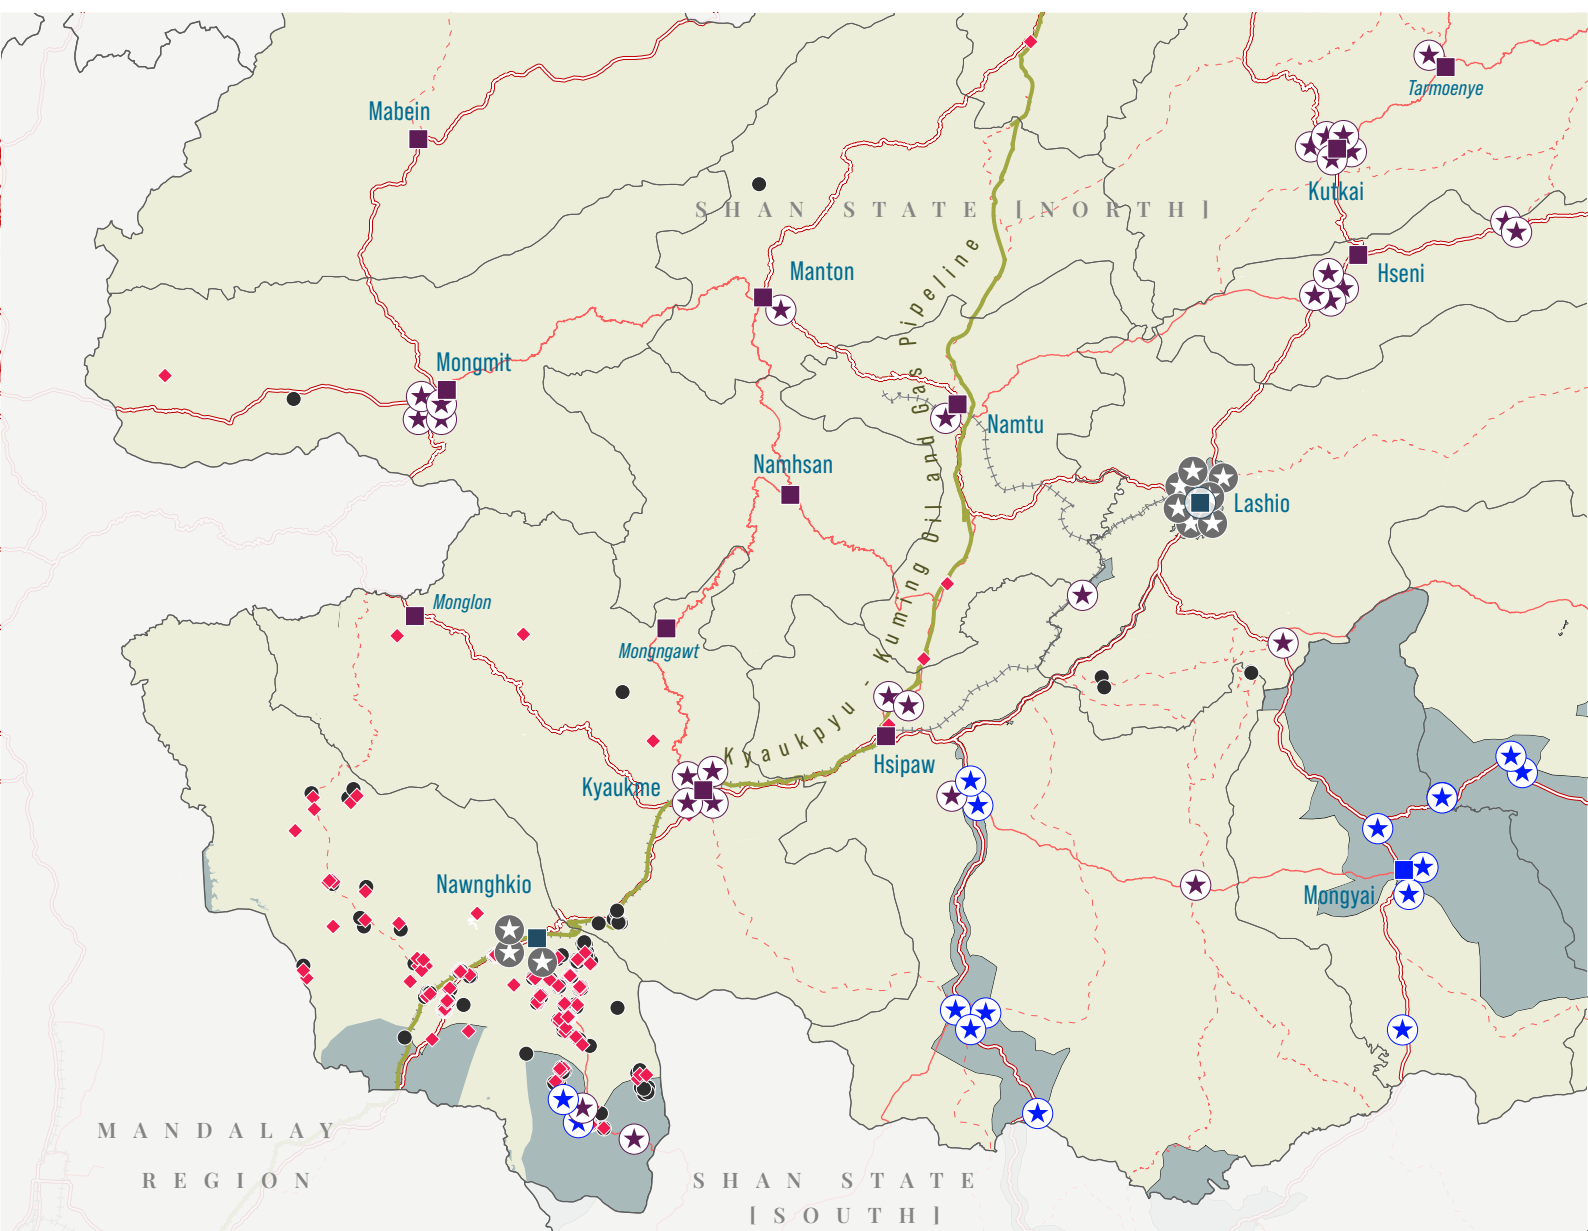 Tarmoenye
Mabein
Kutkai
SHAN STATE [NORTH]
Hseni
Manton
Mongmit
Namtu
Namhsan
Lashio
Monglon
Mongngawt
Kyaukpyu - Kuming Oil and Gas Pipeline
Hsipaw
Kyaukme
Nawnghkio
Mongyai
MANDALAY
REGION
SHAN STATE
[SOUTH]